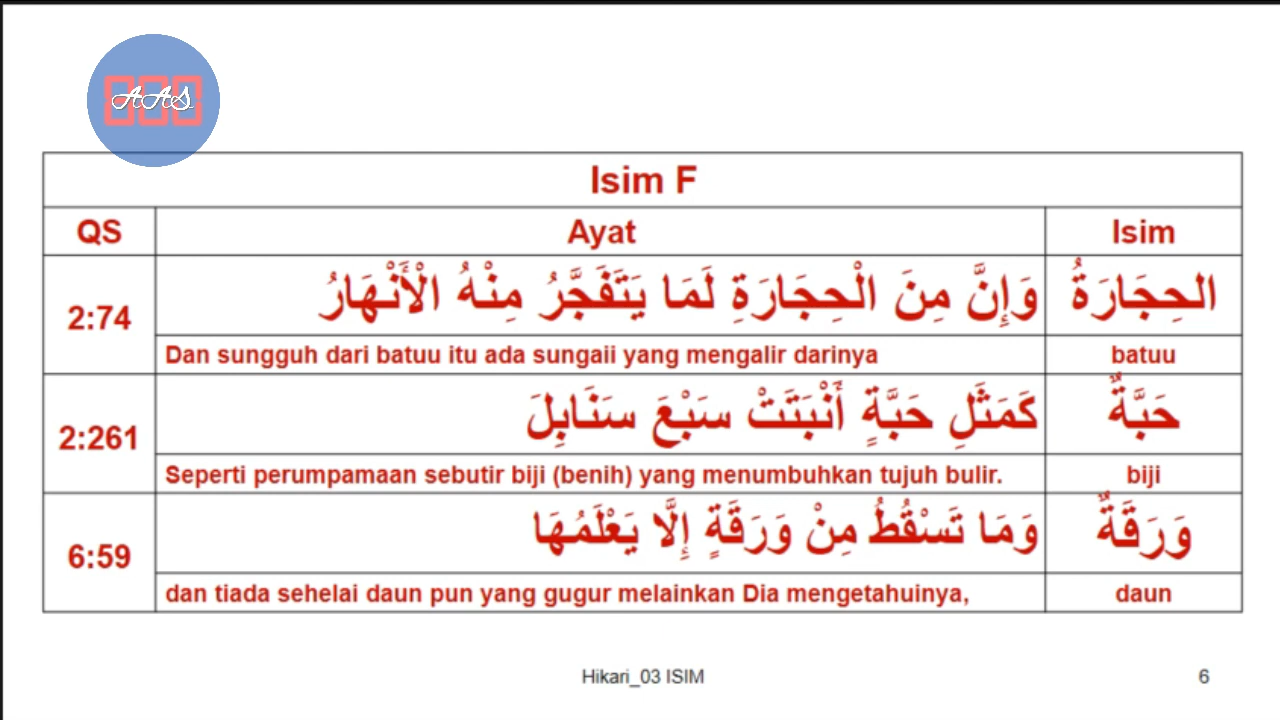 AAS
Isim F
QS Ayat Isim
2:74 وَإِنَّ مِنَ الْحِجَارَةِ لَمَا يَتَفَجَّرُ مِنْهُ الْأَنْهَارُ الحِجَارَةُ
Dan sungguh dari batuu itu ada sungaii yang mengalir darinya batuu
2:261 كَمَثَلِ حَبَّةٍ أَنْبَتَتْ سَبْعَ سَنَابِلَ حَبَّةٌ
Seperti perumpamaan sebutir biji (benih) yang menumbuhkan tujuh bulir. biji
6:59 وَمَا تَسْقُطُ مِنْ وَرَقَةٍ إِلَّا يَعْلَمُهَا وَرَقَةٌ
dan tiada sehelai daun pun yang gugur melainkan Dia mengetahuinya, daun
Hikari_03 ISIM 6